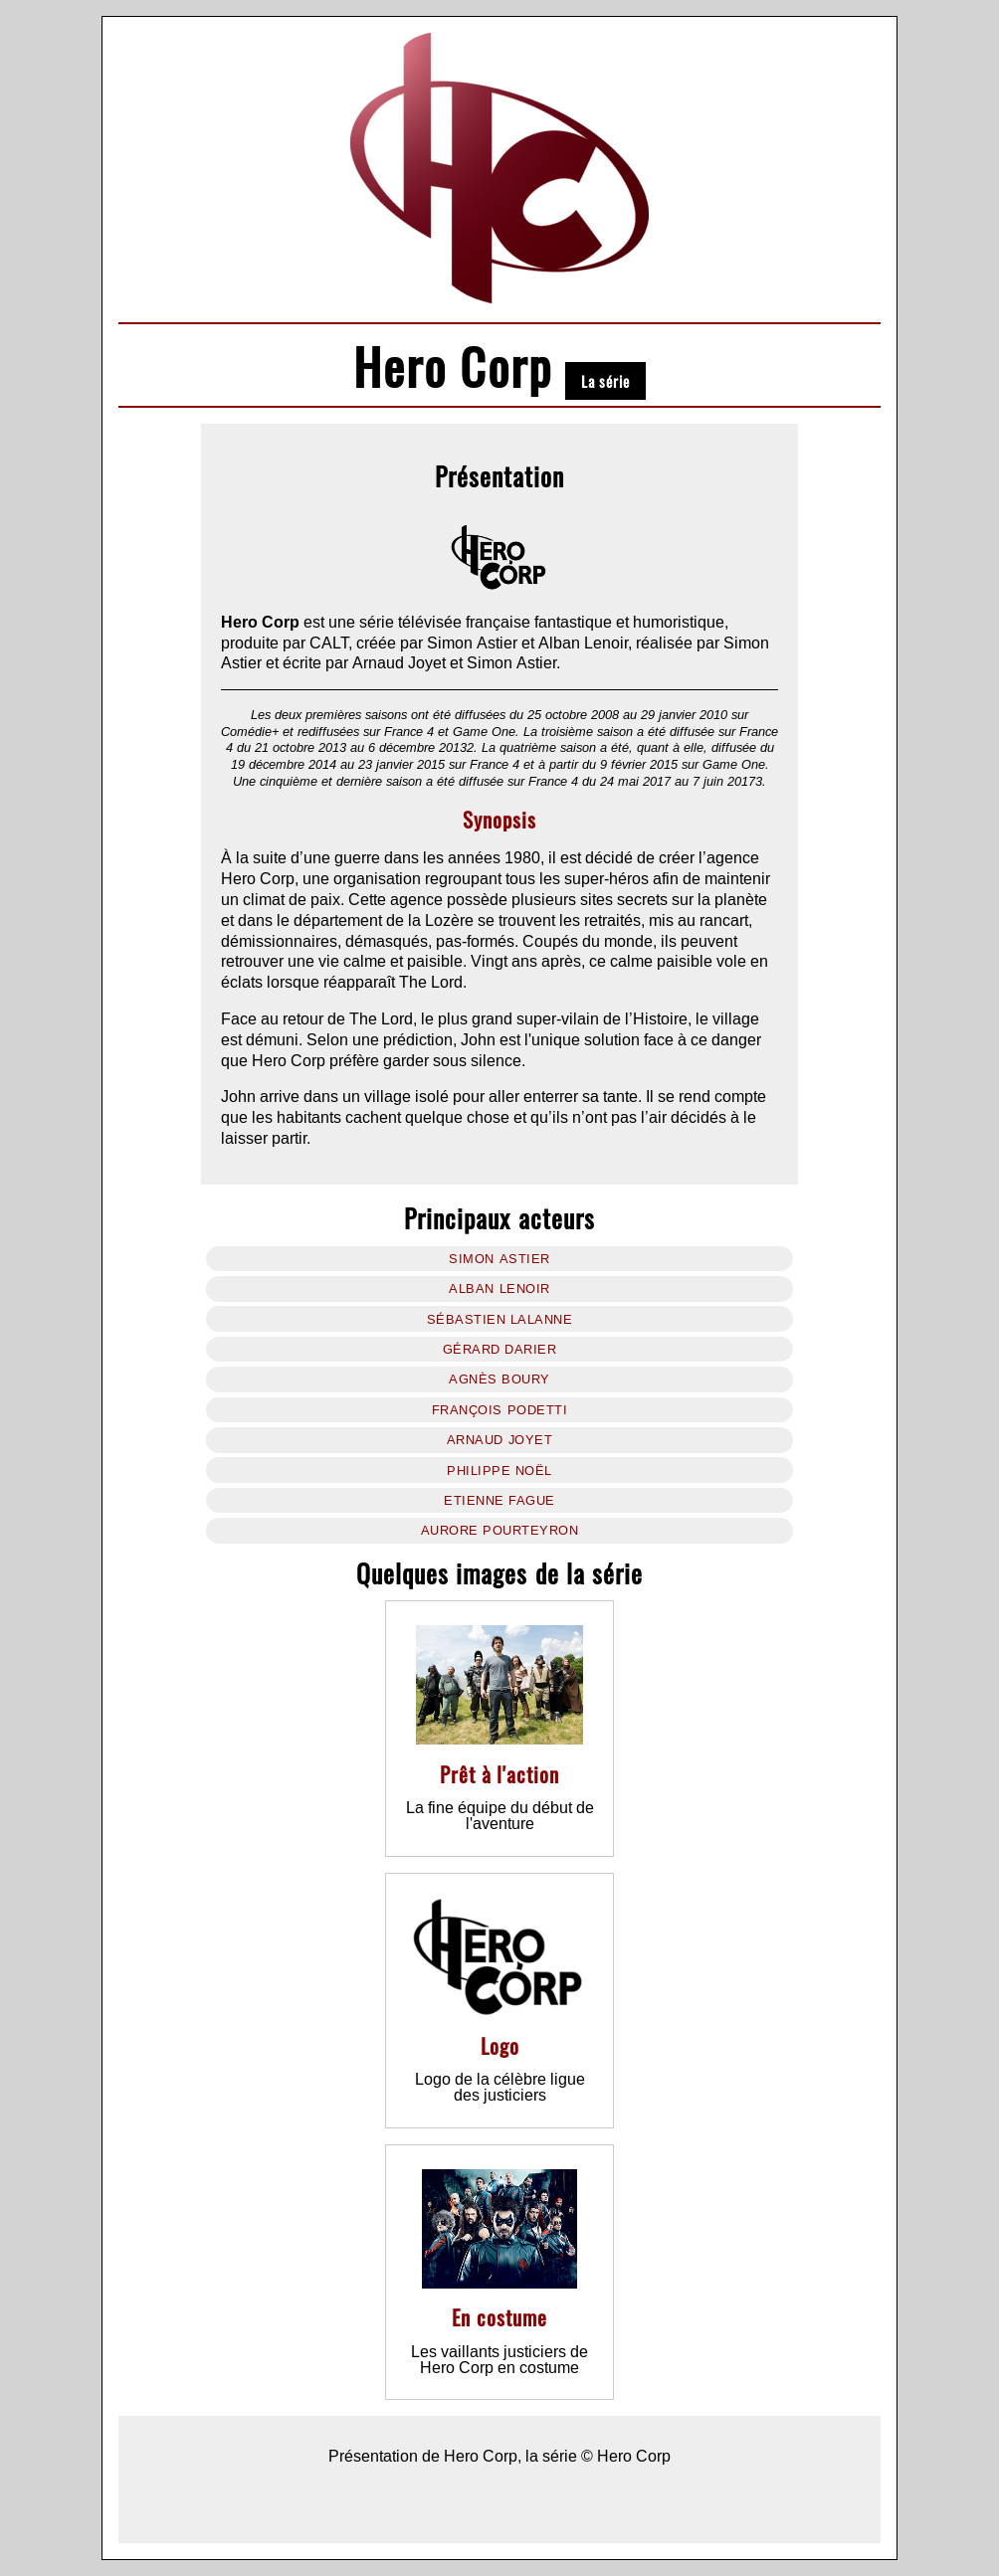 HC
Hero Corp La série
Présentation
HERO
CORP
Hero Corp est une série télévisée française fantastique et humoristique,
produite par CALT, créée par Simon Astier et Alban Lenoir, réalisée par Simon
Astier et écrite par Arnaud Joyet et Simon Astier.
Les deux premières saisons ont été diffusées du 25 octobre 2008 au 29 janvier 2010 sur
Comédie+ et rediffusées sur France 4 et Game One. La troisième saison a été diffusée sur France
4 du 21 octobre 2013 au 6 décembre 20132. La quatrième saison a été, quant à elle, diffusée du
19 décembre 2014 au 23 janvier 2015 sur France 4 et à partir du 9 février 2015 sur Game One.
Une cinquième et dernière saison a été diffusée sur France 4 du 24 mai 2017 au 7 juin 20173.
Synopsis
À la suite d’une guerre dans les années 1980, il est décidé de créer l’agence
Hero Corp, une organisation regroupant tous les super-héros afin de maintenir
un climat de paix. Cette agence possède plusieurs sites secrets sur la planète
et dans le département de la Lozère se trouvent les retraités, mis au rancart,
démissionnaires, démasqués, pas-formés. Coupés du monde, ils peuvent
retrouver une vie calme et paisible. Vingt ans après, ce calme paisible vole en
éclats lorsque réapparaît The Lord.
Face au retour de The Lord, le plus grand super-vilain de l’Histoire, le village
est démuni. Selon une prédiction, John est l'unique solution face à ce danger
que Hero Corp préfère garder sous silence.
John arrive dans un village isolé pour aller enterrer sa tante. Il se rend compte
que les habitants cachent quelque chose et qu’ils n’ont pas l’air décidés à le
laisser partir.
Principaux acteurs
SIMON ASTIER
ALBAN LENOIR
SÉBASTIEN LALANNE
GÉRARD DARIER
AGNÈS BOURY
FRANÇOIS PODETTI
ARNAUD JOYET
PHILIPPE NOËL
ETIENNE FAGUE
AURORE POURTEYRON
Quelques images de la série
Prêt à l'action
La fine équipe du début de
l'aventure
HERO
CORP
Logo
Logo de la célèbre ligue
des justiciers
En costume
Les vaillants justiciers de
Hero Corp en costume
Présentation de Hero Corp, la série © Hero Corp